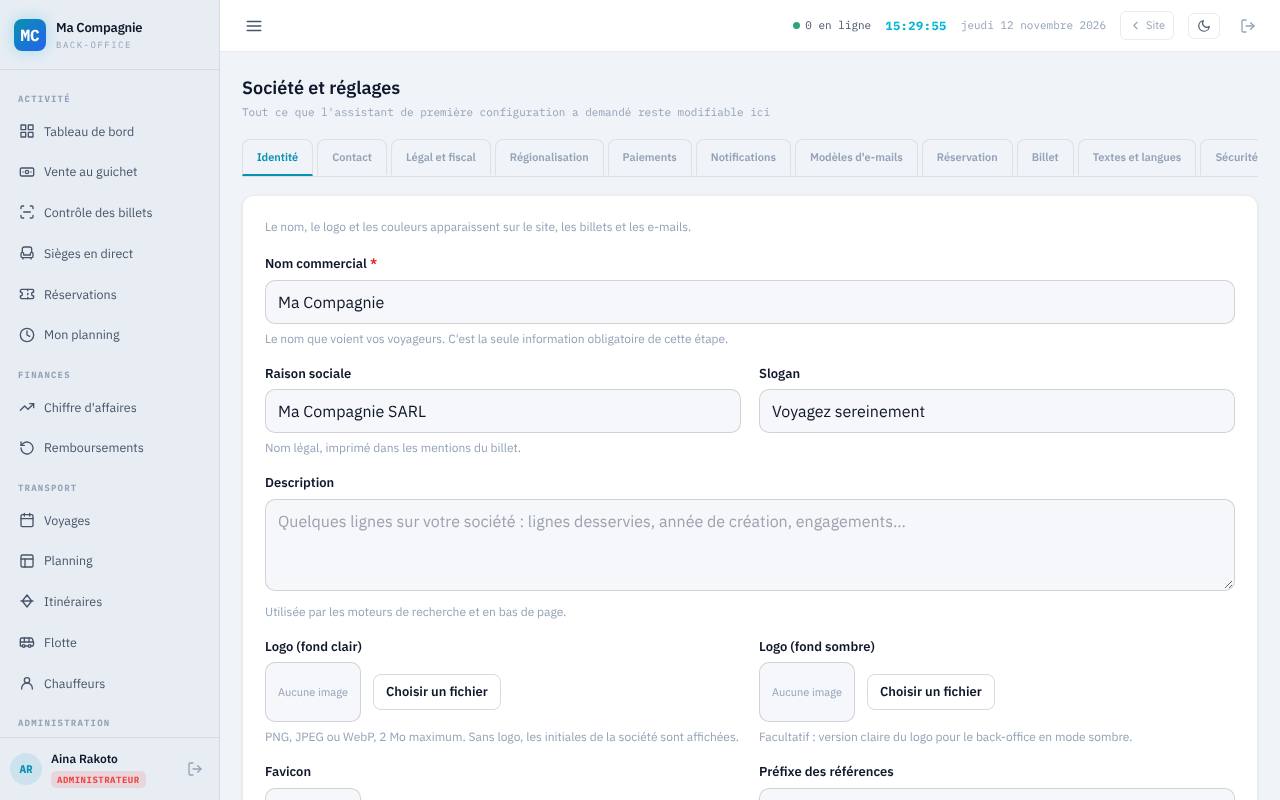 MC
Ma Compagnie
BACK-OFFICE
0 en ligne
15:29:55
jeudi 12 novembre 2026
Site
ACTIVITÉ
Tableau de bord
Vente au guichet
Contrôle des billets
Sièges en direct
Réservations
Mon planning
FINANCES
Chiffre d'affaires
Remboursements
TRANSPORT
Voyages
Planning
Itinéraires
Flotte
Chauffeurs
ADMINISTRATION
AR
Aina Rakoto
ADMINISTRATEUR
Société et réglages
Tout ce que l'assistant de première configuration a demandé reste modifiable ici
Identité
Contact
Légal et fiscal
Régionalisation
Paiements
Notifications
Modèles d'e-mails
Réservation
Billet
Textes et langues
Sécurité
Le nom, le logo et les couleurs apparaissent sur le site, les billets et les e-mails.
Nom commercial *
Ma Compagnie
Le nom que voient vos voyageurs. C'est la seule information obligatoire de cette étape.
Raison sociale
Slogan
Ma Compagnie SARL
Voyagez sereinement
Nom légal, imprimé dans les mentions du billet.
Description
Quelques lignes sur votre société : lignes desservies, année de création, engagements...
Utilisée par les moteurs de recherche et en bas de page.
Logo (fond clair)
Logo (fond sombre)
Aucune image
Choisir un fichier
Aucune image
Choisir un fichier
PNG, JPEG ou WebP, 2 Mo maximum. Sans logo, les initiales de la société sont affichées.
Facultatif : version claire du logo pour le back-office en mode sombre.
Favicon
Préfixe des références